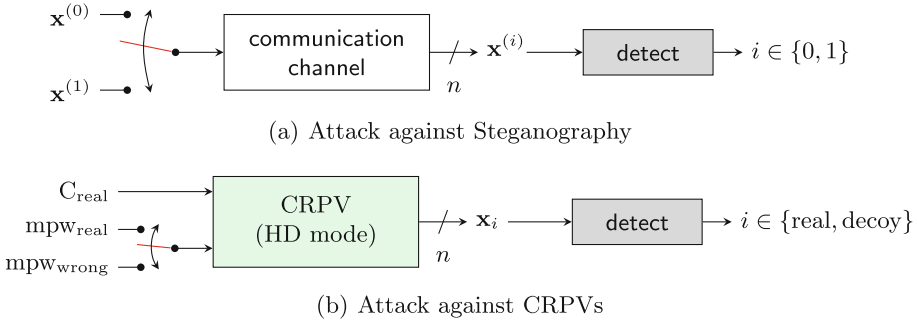 x^(0)
communication channel
n
x^(i)
detect
i ∈ {0, 1}
x^(1)
(a) Attack against Steganography
C_real
mpw_real
mpw_wrong
CRPV
(HD mode)
n
x_i
detect
i ∈ {real, decoy}
(b) Attack against CRPVs